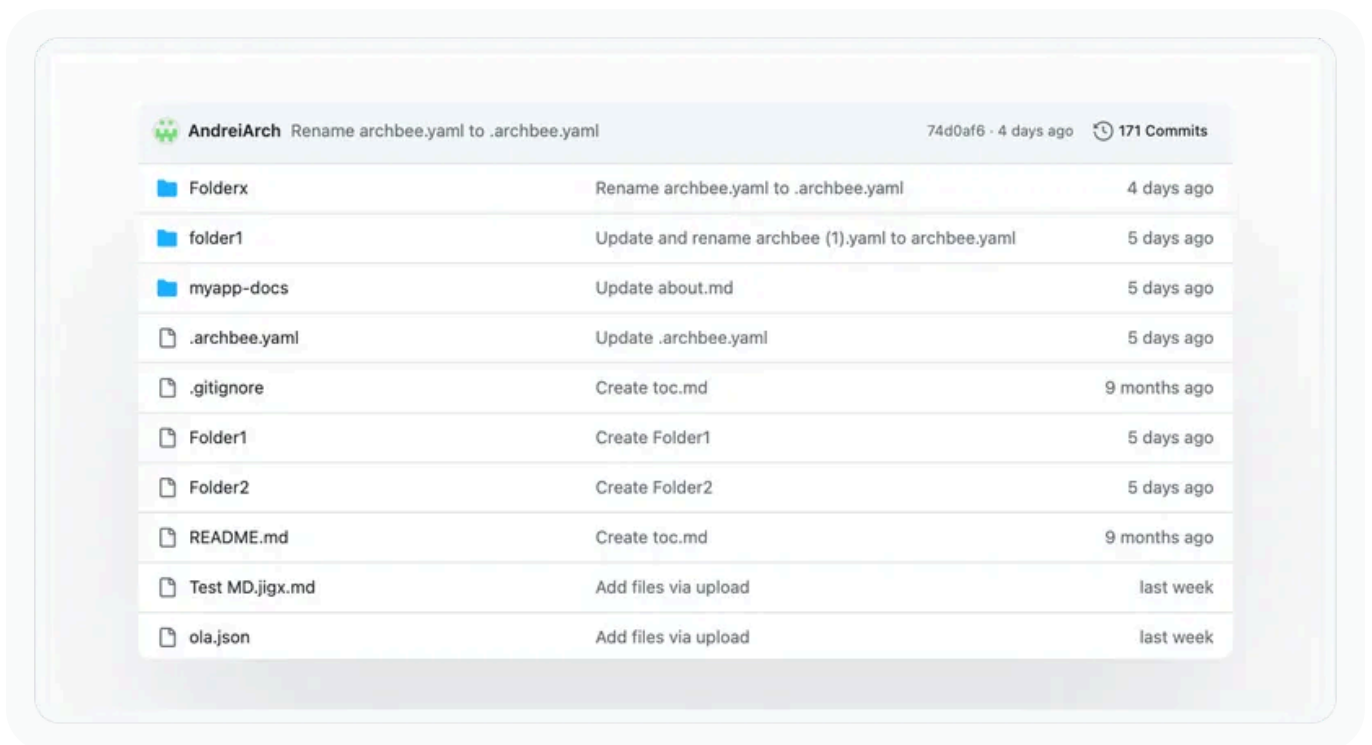 AndreiArch Rename archbee.yaml to .archbee.yaml 74d0af6 · 4 days ago 171 Commits
Folderx Rename archbee.yaml to .archbee.yaml 4 days ago
folder1 Update and rename archbee (1).yaml to archbee.yaml 5 days ago
myapp-docs Update about.md 5 days ago
.archbee.yaml Update .archbee.yaml 5 days ago
.gitignore Create toc.md 9 months ago
Folder1 Create Folder1 5 days ago
Folder2 Create Folder2 5 days ago
README.md Create toc.md 9 months ago
Test MD.jigx.md Add files via upload last week
ola.json Add files via upload last week